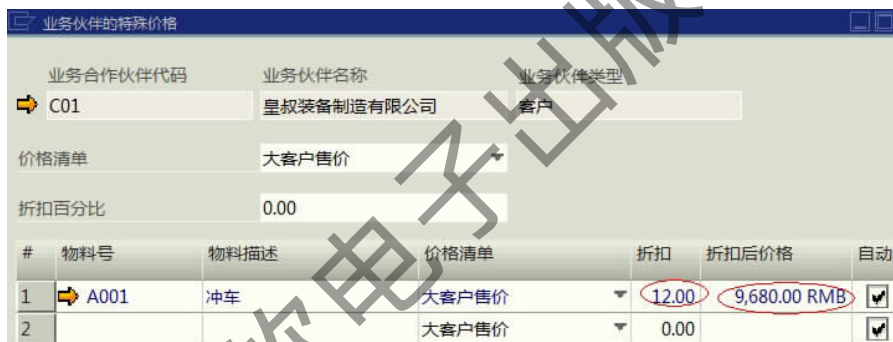 业务伙伴的特殊价格
业务合作伙伴代码 业务伙伴名称 业务伙伴类型
C01 皇叔装备制造有限公司 客户
价格清单 大客户售价
折扣百分比 0.00
# 物料号 物料描述 价格清单 折扣 折扣后价格 自动
1 A001 冲车 大客户售价 12.00 9,680.00 RMB
2 大客户售价 0.00
软电子出版